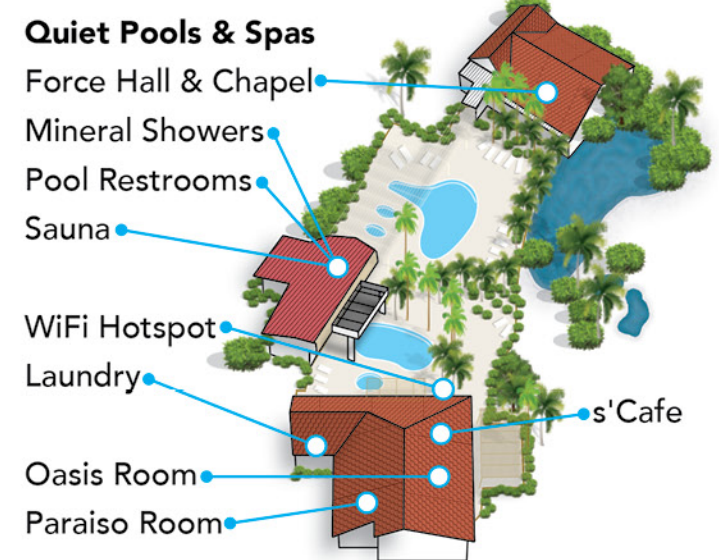 Quiet Pools & Spas
Force Hall & Chapel
Mineral Showers
Pool Restrooms
Sauna
WiFi Hotspot
Laundry
s'Cafe
Oasis Room
Paraiso Room